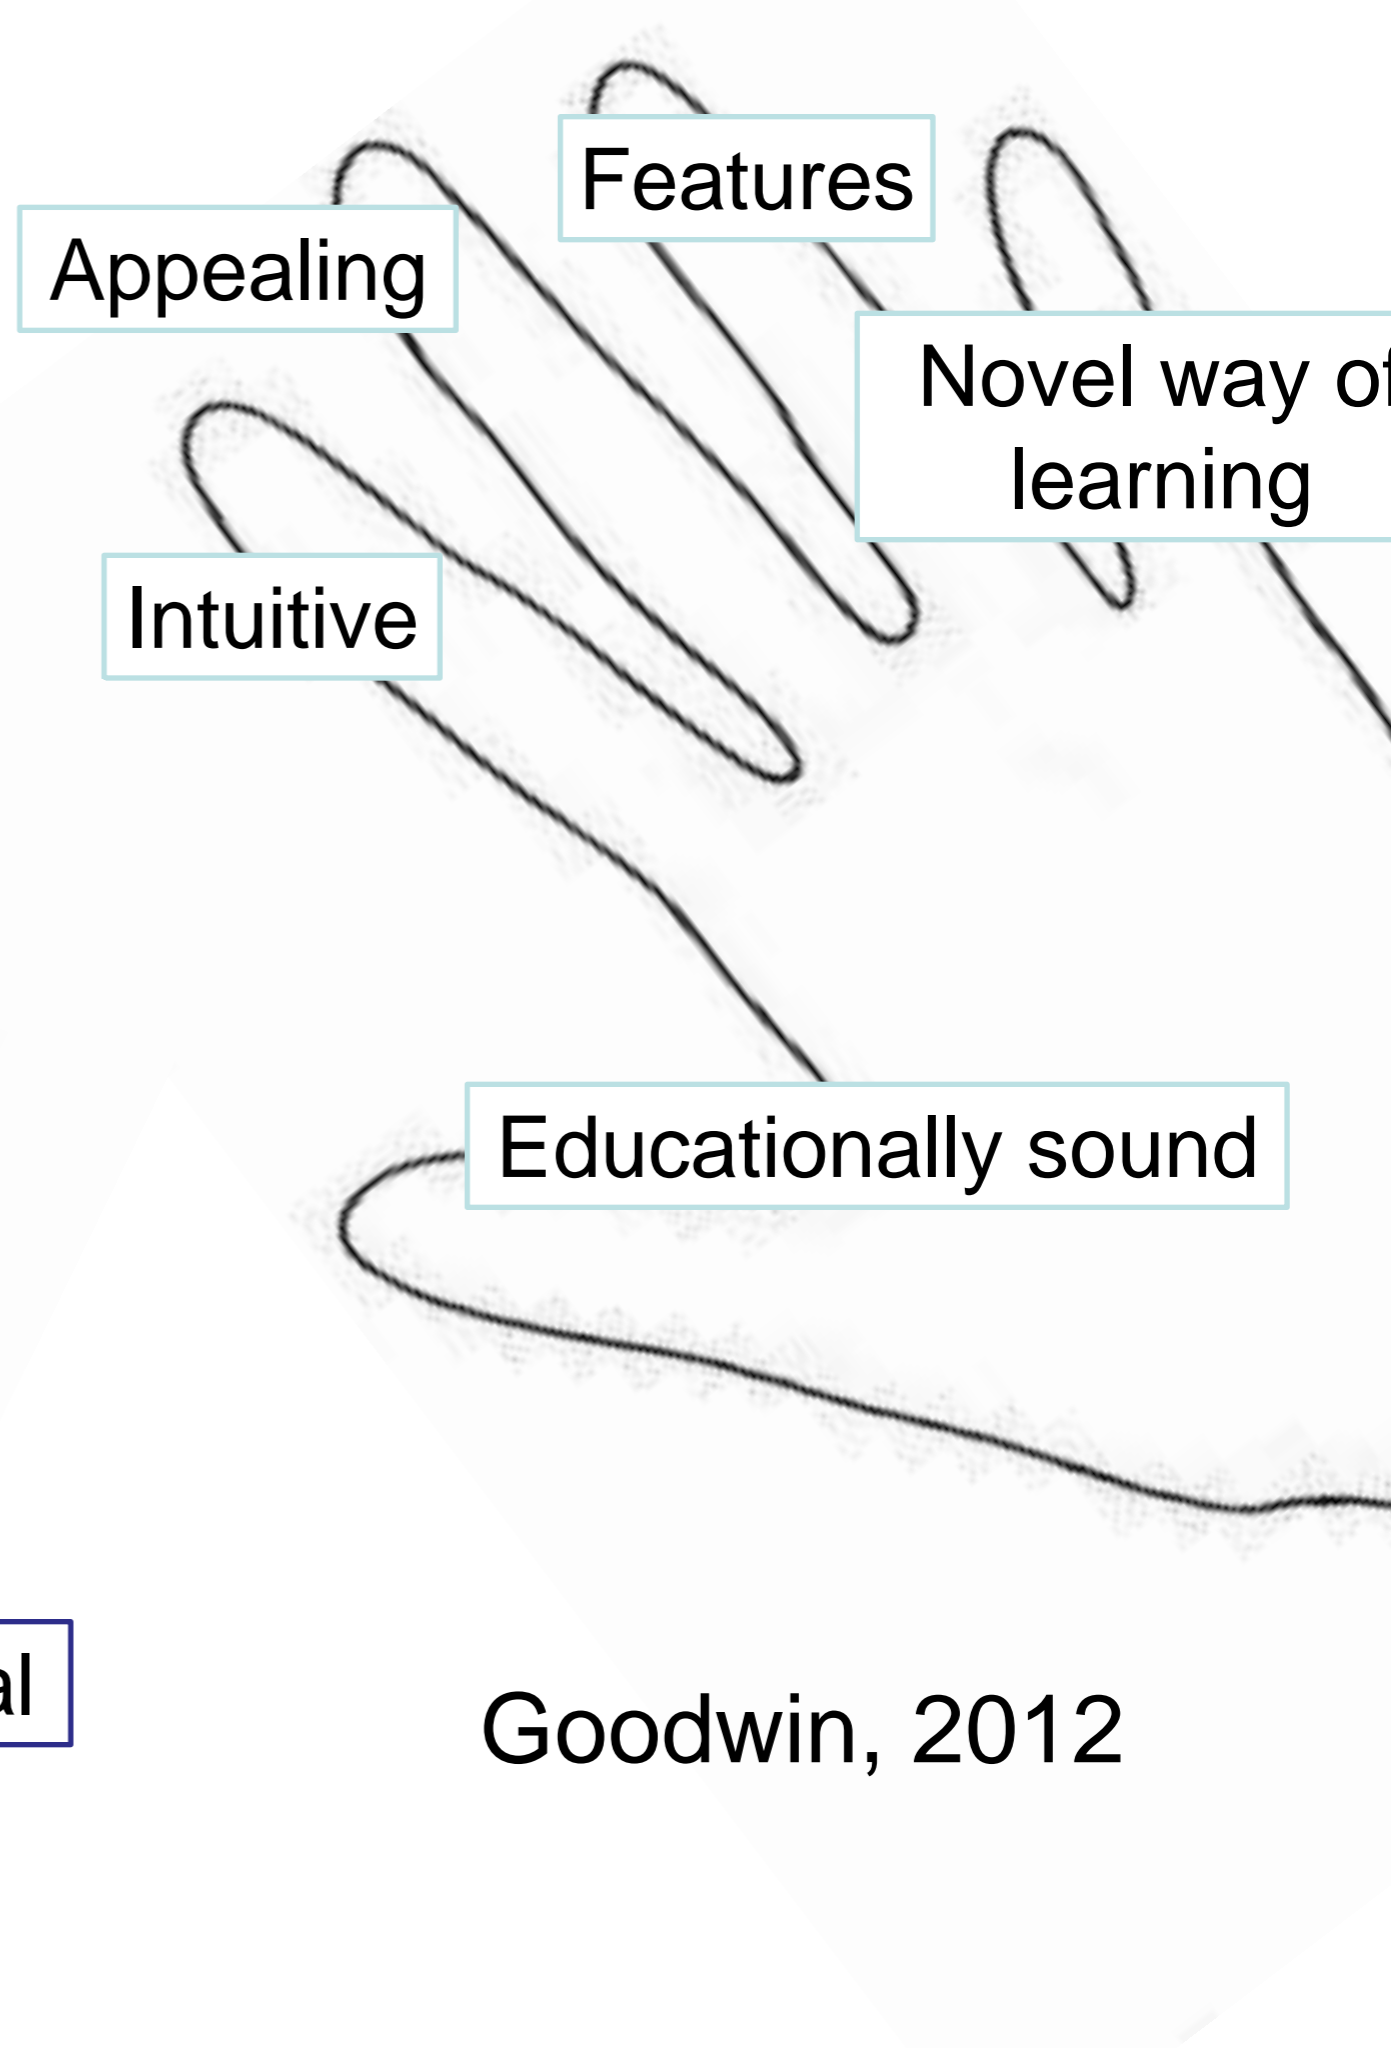 Features
Appealing
Novel way of
learning
Intuitive
Educationally sound
Goodwin, 2012